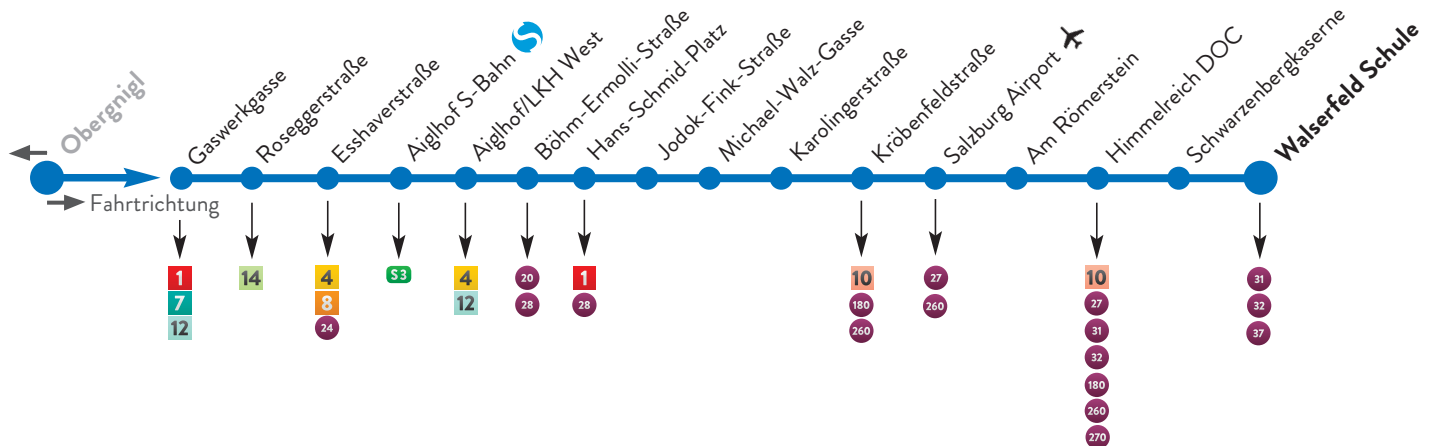 Obergnigl
Fahrtrichtung
Gaswerkgasse
Roseggerstraße
Esshaverstraße
Aiglhof S-Bahn
Aiglhof/LKH West
Böhm-Ermolli-Straße
Hans-Schmid-Platz
Jodok-Fink-Straße
Michael-Walz-Gasse
Karolingerstraße
Kröbenfeldstraße
Salzburg Airport
Am Römerstein
Himmelreich DOC
Schwarzenbergkaserne
Walserfeld Schule
1
7
12
14
4
8
24
S3
4
12
20
28
1
28
10
180
260
27
260
10
27
31
32
180
260
270
31
32
37